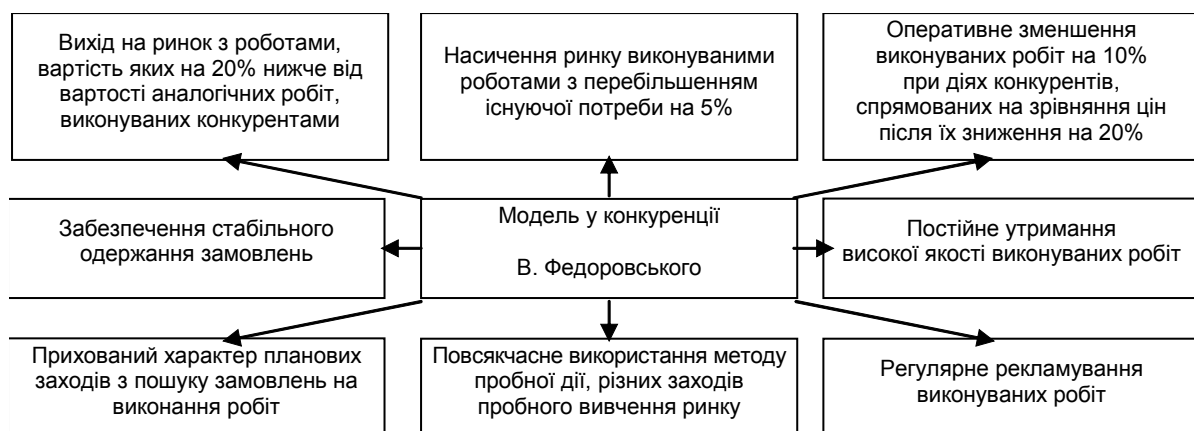 Вихід на ринок з роботами,
вартість яких на 20% нижче від
вартості аналогічних робіт,
виконуваних конкурентами
Насичення ринку виконуваними
роботами з перебільшенням
існуючої потреби на 5%
Оперативне зменшення
виконуваних робіт на 10%
при діях конкурентів,
спрямованих на зрівняння цін
після їх зниження на 20%
Забезпечення стабільного
одержання замовлень
Модель у конкуренції
В. Федоровського
Постійне утримання
високої якості виконуваних робіт
Прихований характер планових
заходів з пошуку замовлень на
виконання робіт
Повсякчасне використання методу
пробної дії, різних заходів
пробного вивчення ринку
Регулярне рекламування
виконуваних робіт